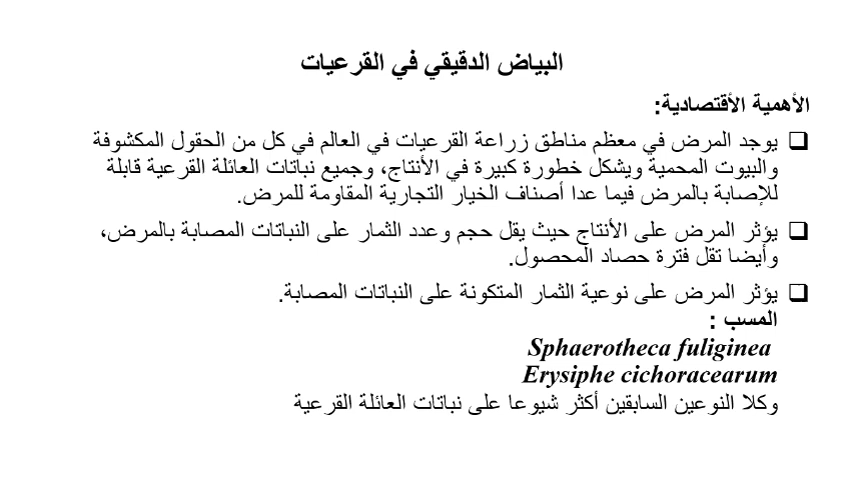 البياض الدقيقي في القرعيات
الأهمية الأقتصادية:
❑ يوجد المرض في معظم مناطق زراعة القرعيات في العالم في كل من الحقول المكشوفة
والبيوت المحمية ويشكل خطورة كبيرة في الأنتاج، وجميع نباتات العائلة القرعية قابلة
للإصابة بالمرض فيما عدا أصناف الخيار التجارية المقاومة للمرض.
❑ يؤثر المرض على الأنتاج حيث يقل حجم وعدد الثمار على النباتات المصابة بالمرض،
وأيضا تقل فترة حصاد المحصول.
❑ يؤثر المرض على نوعية الثمار المتكونة على النباتات المصابة.
المسب :
Sphaerotheca fuliginea
Erysiphe cichoracearum
وكلا النوعين السابقين أكثر شيوعا على نباتات العائلة القرعية